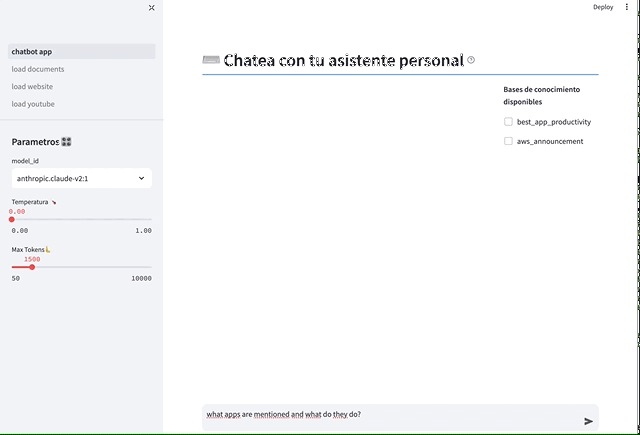 Deploy
chatbot app
load documents
load website
load youtube
Parametros
model_id
anthropic.claude-v2:1
Temperatura
0.00
0.00 1.00
Max Tokens
1508
50 10000
Chatea con tu asistente personal
Bases de conocimiento
disponibles
best_app_productivity
aws_announcement
what apps are mentioned and what do they do?